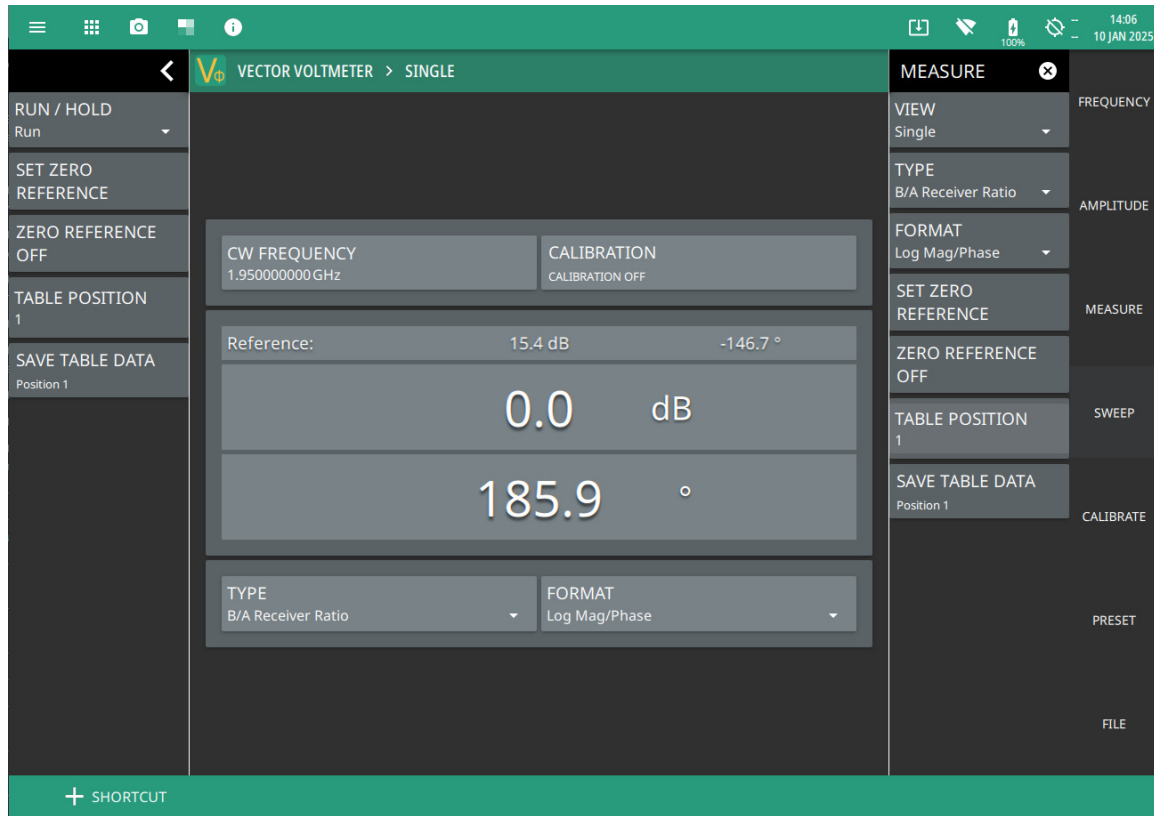 100%
14:06
10 JAN 2025
Vφ VECTOR VOLTMETER > SINGLE
RUN / HOLD
Run
SET ZERO
REFERENCE
ZERO REFERENCE
OFF
TABLE POSITION
1
SAVE TABLE DATA
Position 1
CW FREQUENCY
1.950000000 GHz
CALIBRATION
CALIBRATION OFF
Reference: 15.4 dB -146.7 °
0.0 dB
185.9 °
TYPE
B/A Receiver Ratio
FORMAT
Log Mag/Phase
MEASURE
VIEW
Single
TYPE
B/A Receiver Ratio
FORMAT
Log Mag/Phase
SET ZERO
REFERENCE
ZERO REFERENCE
OFF
TABLE POSITION
1
SAVE TABLE DATA
Position 1
FREQUENCY
AMPLITUDE
MEASURE
SWEEP
CALIBRATE
PRESET
FILE
+ SHORTCUT